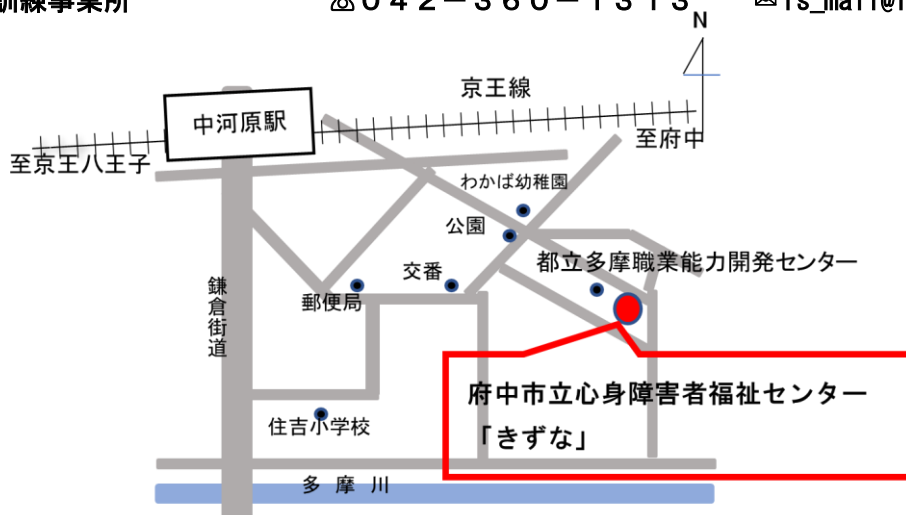 訓練事業所 ☏０４２－３６０－１３１３ ✉
N
京王線
中河原駅
至府中
至京王八王子
わかば幼稚園
公園
都立多摩職業能力開発センター
交番
鎌倉街道
郵便局
府中市立心身障害者福祉センター
「きずな」
住吉小学校
多摩川